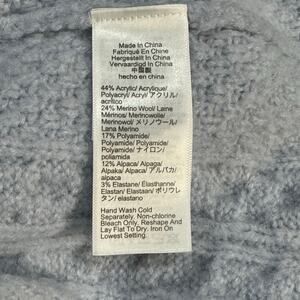 Made In China
Fabriqué En Chine
Hergestellt In China
Vervaardigd In China
中国製
hecho en china
44% Acrylic/ Acrylique/
Polyacryl/ Acryl/ アクリル/
acrílico
24% Merino Wool/ Laine
Mérinos/ Merinowolle/
Merinowol/ メリノウール/
Lana Merino
17% Polyamide/
Polyamide/ Polyamid/
Polyamide/ ナイロン/
poliamida
12% Alpaca/ Alpaga/
Alpaka/ Alpaca/ アルパカ/
alpaca
3% Elastane/ Élasthanne/
Elastan/ Elastaan/ ポリウレ
タン/ elastano
Hand Wash Cold
Separately. Non-chlorine
Bleach Only. Reshape And
Lay Flat To Dry. Iron On
Lowest Setting.